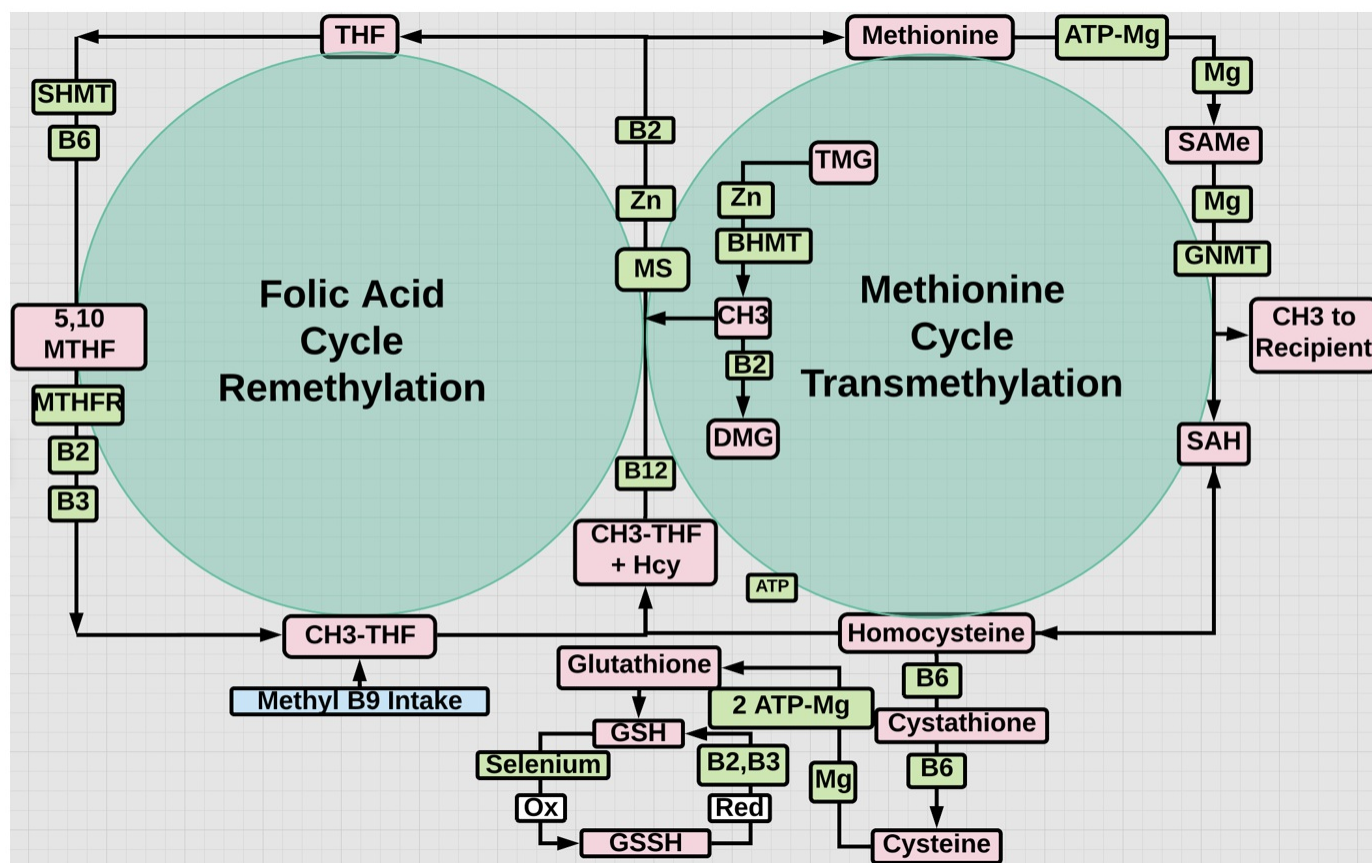 THF
Methionine
ATP-Mg
SHMT
B6
Mg
SAMe
Mg
GNMT
B2
Zn
MS
TMG
Zn
BHMT
CH3
B2
DMG
Folic Acid
Cycle
Remethylation
Methionine
Cycle
Transmethylation
5,10
MTHF
MTHFR
B2
B3
CH3 to
Recipient
SAH
B12
CH3-THF
+ Hcy
ATP
CH3-THF
Homocysteine
Methyl B9 Intake
Glutathione
B6
2 ATP-Mg
Cystathione
GSH
Selenium
B2,B3
Mg
B6
Ox
Red
GSSH
Cysteine